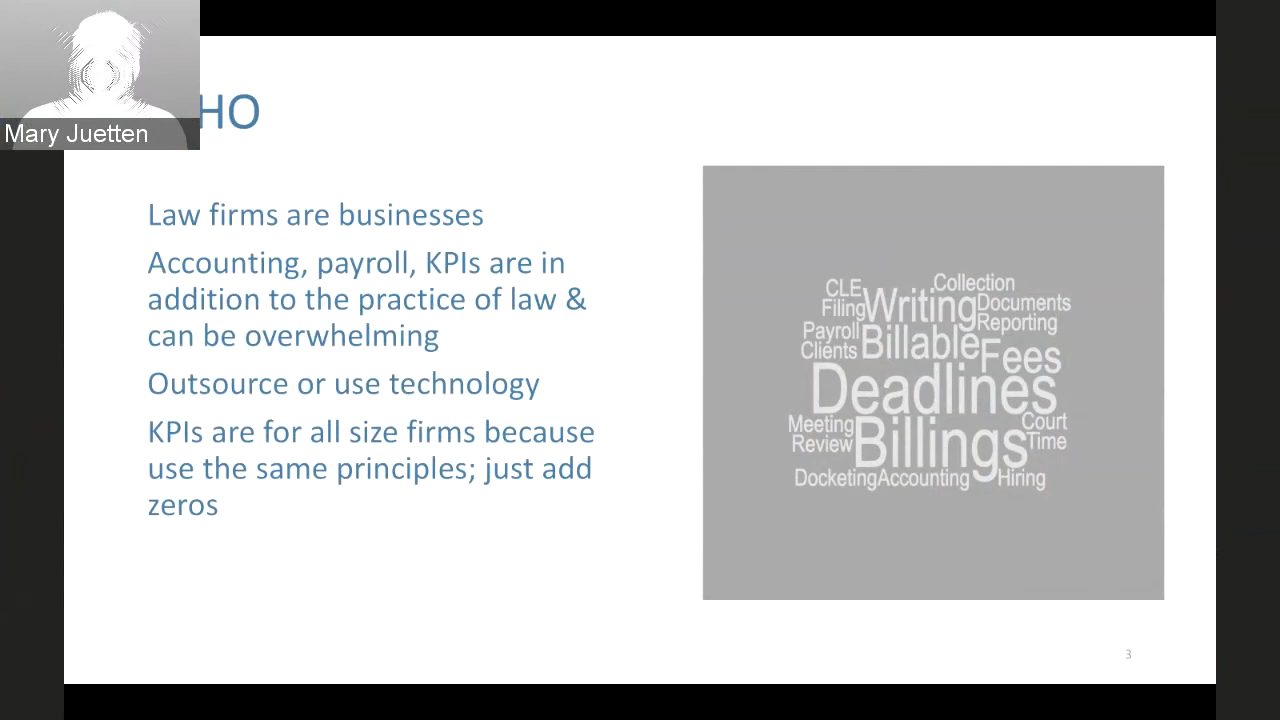 HO
Mary Juetten
Law firms are businesses
Accounting, payroll, KPIs are in
addition to the practice of law &
can be overwhelming
Outsource or use technology
KPIs are for all size firms because
use the same principles; just add
zeros
CLE
Collection
Filing
Writing
Documents
Reporting
Payroll
Clients
Billable
Fees
Deadlines
Meeting
Review
Billings
Court
Time
Docketing
Accounting
Hiring
3